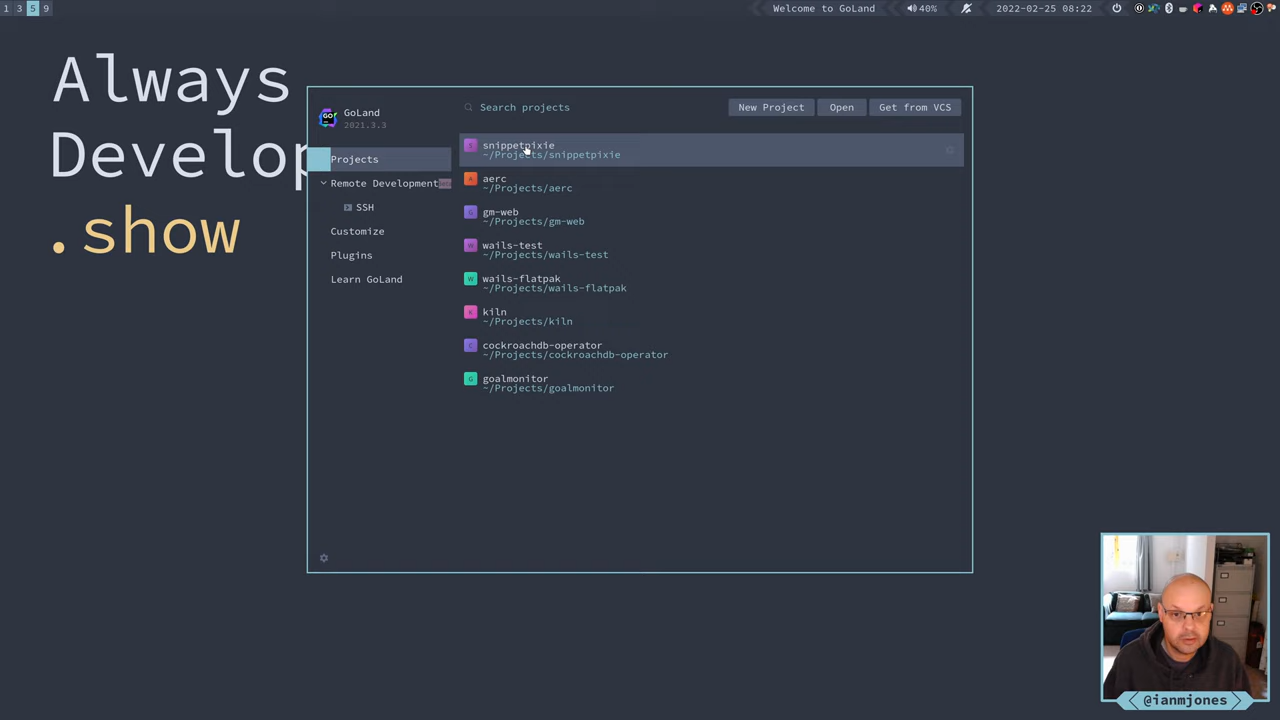 1 3 5 9
Welcome to GoLand
40%
2022-02-25 08:22
Always
Develop
.show
GoLand
2021.3.3
Search projects
New Project
Open
Get from VCS
Projects
Remote Development
SSH
Customize
Plugins
Learn GoLand
snippetpixie
~/Projects/snippetpixie
aerc
~/Projects/aerc
gm-web
~/Projects/gm-web
wails-test
~/Projects/wails-test
wails-flatpak
~/Projects/wails-flatpak
kiln
~/Projects/kiln
cockroachdb-operator
~/Projects/cockroachdb-operator
goalmonitor
~/Projects/goalmonitor
@ianmjones